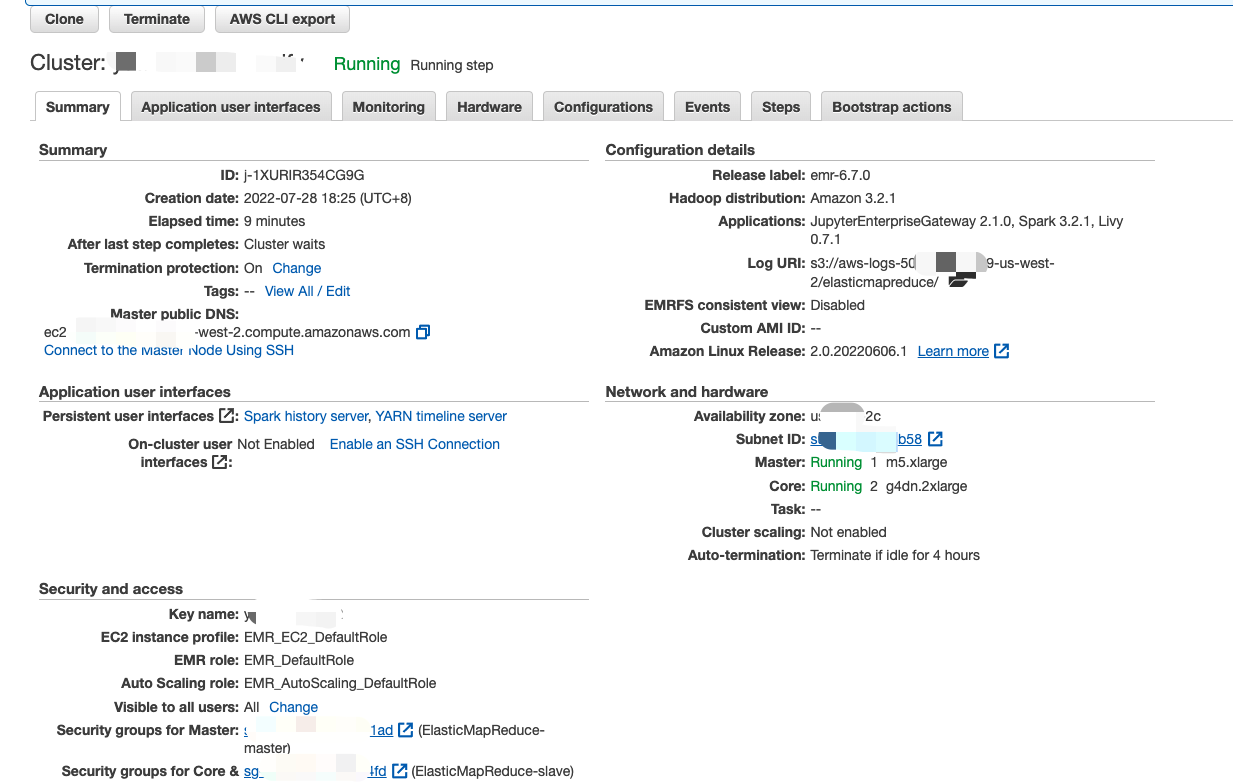 Clone Terminate AWS CLI export
Cluster: Running Running step
Summary Application user interfaces Monitoring Hardware Configurations Events Steps Bootstrap actions
Summary
ID: j-1XURIR354CG9G
Creation date: 2022-07-28 18:25 (UTC+8)
Elapsed time: 9 minutes
After last step completes: Cluster waits
Termination protection: On Change
Tags: -- View All / Edit
Master public DNS:
ec2 -west-2.compute.amazonaws.com
Connect to the Master Node Using SSH
Configuration details
Release label: emr-6.7.0
Hadoop distribution: Amazon 3.2.1
Applications: JupyterEnterpriseGateway 2.1.0, Spark 3.2.1, Livy
0.7.1
Log URI: s3://aws-logs-50 9-us-west-
2/elasticmapreduce/
EMRFS consistent view: Disabled
Custom AMI ID: --
Amazon Linux Release: 2.0.20220606.1 Learn more
Application user interfaces
Persistent user interfaces : Spark history server, YARN timeline server
On-cluster user Not Enabled Enable an SSH Connection
interfaces :
Network and hardware
Availability zone: 2c
Subnet ID: b58
Master: Running 1 m5.xlarge
Core: Running 2 g4dn.2xlarge
Task: --
Cluster scaling: Not enabled
Auto-termination: Terminate if idle for 4 hours
Security and access
Key name: y
EC2 instance profile: EMR_EC2_DefaultRole
EMR role: EMR_DefaultRole
Auto Scaling role: EMR_AutoScaling_DefaultRole
Visible to all users: All Change
Security groups for Master: 1ad (ElasticMapReduce-
master)
Security groups for Core & sg- fd (ElasticMapReduce-slave)